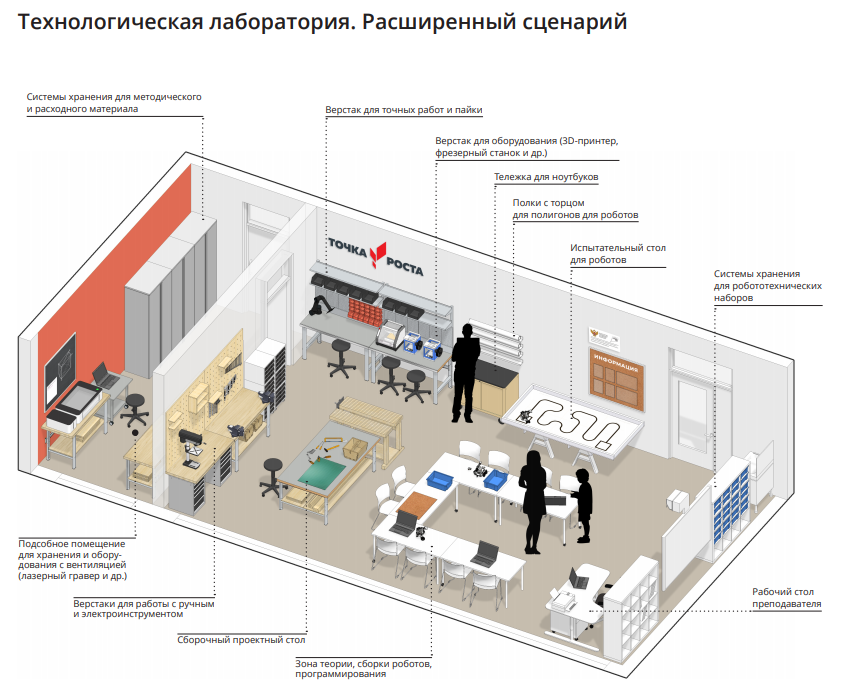 Технологическая лаборатория. Расширенный сценарий
Системы хранения для методического
и расходного материала
Верстак для точных работ и пайки
Верстак для оборудования (3D-принтер,
фрезерный станок и др.)
Тележка для ноутбуков
Полки с торцом
для полигонов для роботов
Испытательный стол
для роботов
Системы хранения
для робототехнических
наборов
ТОЧКА
РОСТА
ИНФОРМАЦИЯ
Подсобное помещение
для хранения и обору-
дования с вентиляцией
(лазерный гравер и др.)
Верстаки для работы с ручным
и электроинструментом
Сборочный проектный стол
Зона теории, сборки роботов,
программирования
Рабочий стол
преподавателя